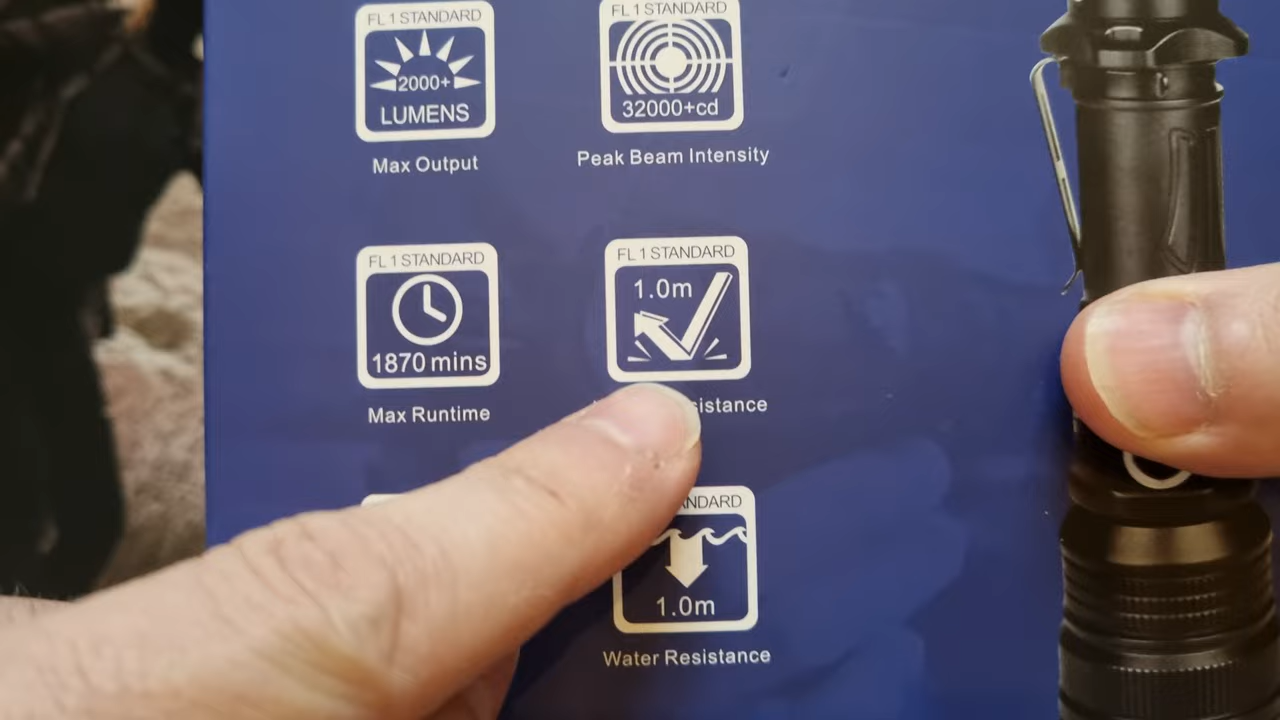 FL 1 STANDARD
2000+
LUMENS
Max Output
FL 1 STANDARD
32000+cd
Peak Beam Intensity
FL 1 STANDARD
1870 mins
Max Runtime
FL 1 STANDARD
1.0m
sistance
NDARD
1.0m
Water Resistance